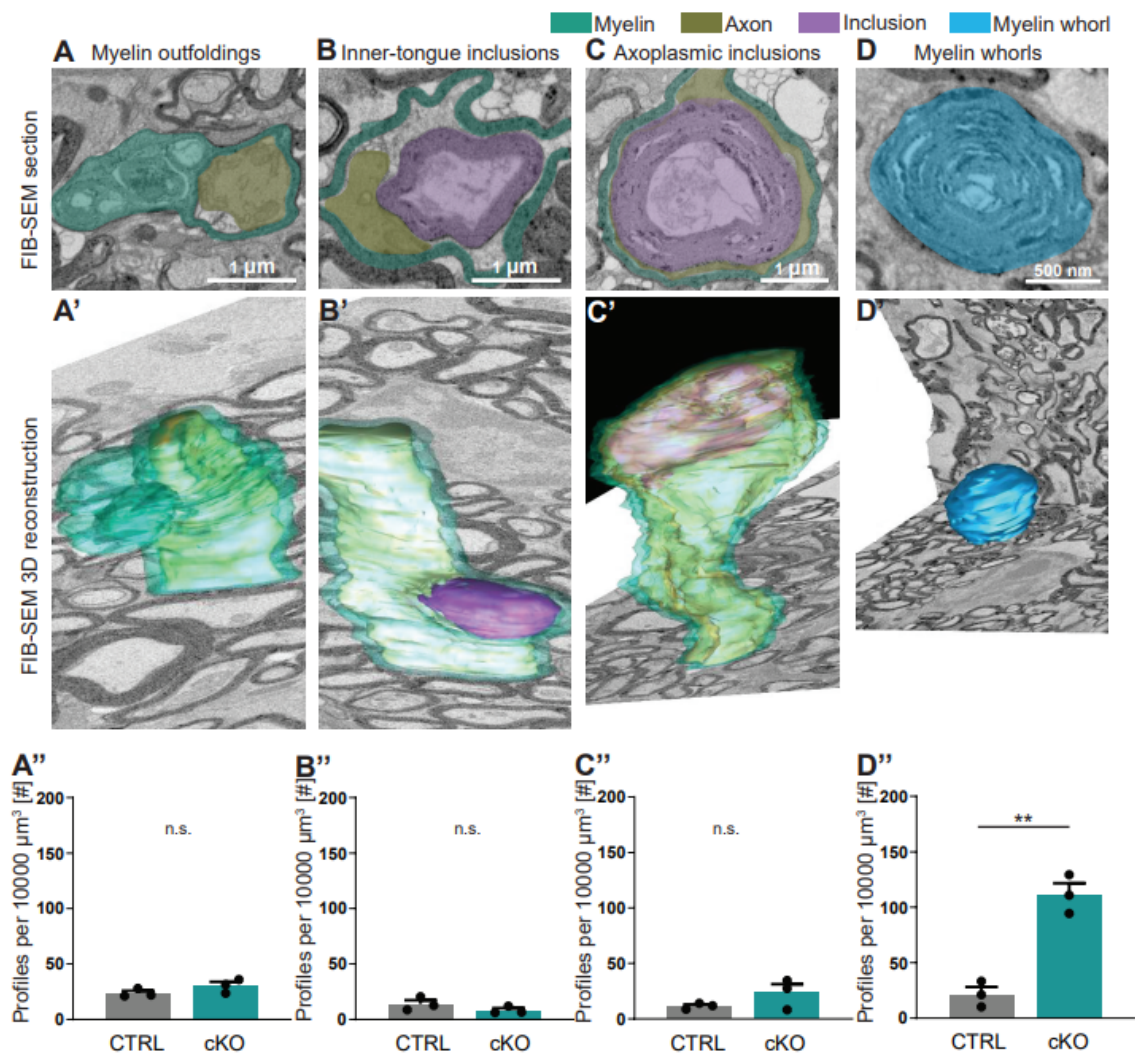 Myelin Axon Inclusion Myelin whorl
A Myelin outfoldings B Inner-tongue inclusions C Axoplasmic inclusions D Myelin whorls
FIB-SEM section
1 µm 1 µm 1 µm 500 nm
A' B' C' D'
FIB-SEM 3D reconstruction
A" B" C" D"
Profiles per 10000 µm³ [#]
200
150
100
50
0
n.s.
CTRL cKO
Profiles per 10000 µm³ [#]
200
150
100
50
0
n.s.
CTRL cKO
Profiles per 10000 µm³ [#]
200
150
100
50
0
n.s.
CTRL cKO
Profiles per 10000 µm³ [#]
200
150
100
50
0
**
CTRL cKO